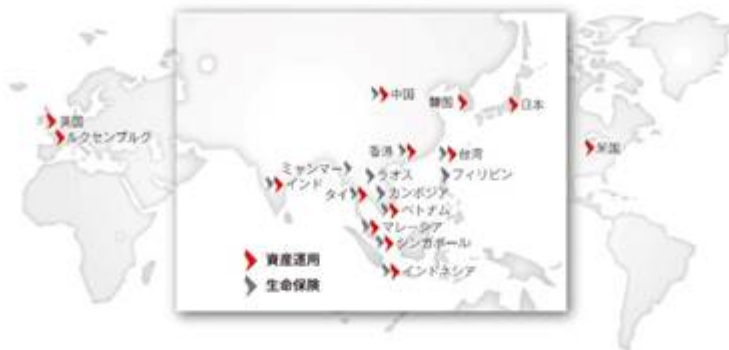 中国
韓国
日本
英国
ルクセンブルク
香港
台湾
米国
ミャンマー
ラオス
フィリピン
インド
タイ
カンボジア
ベトナム
マレーシア
シンガポール
資産運用
インドネシア
生命保険